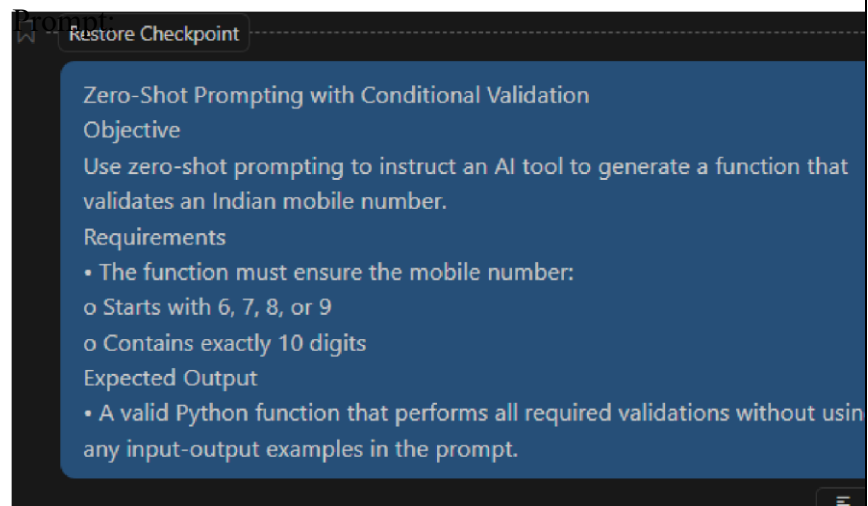 Prompt:
Restore Checkpoint
Zero-Shot Prompting with Conditional Validation
Objective
Use zero-shot prompting to instruct an AI tool to generate a function that
validates an Indian mobile number.
Requirements
• The function must ensure the mobile number:
o Starts with 6, 7, 8, or 9
o Contains exactly 10 digits
Expected Output
• A valid Python function that performs all required validations without usin
any input-output examples in the prompt.